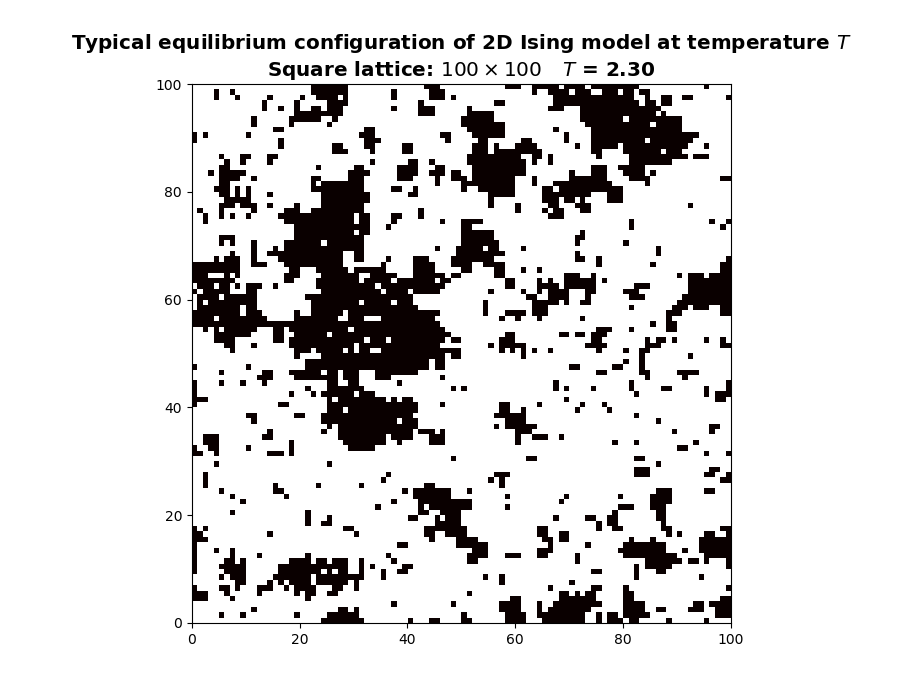 Typical equilibrium configuration of 2D Ising model at temperature T
Square lattice: 100 × 100 T = 2.30
100
80
60
40
20
0
0 20 40 60 80 100